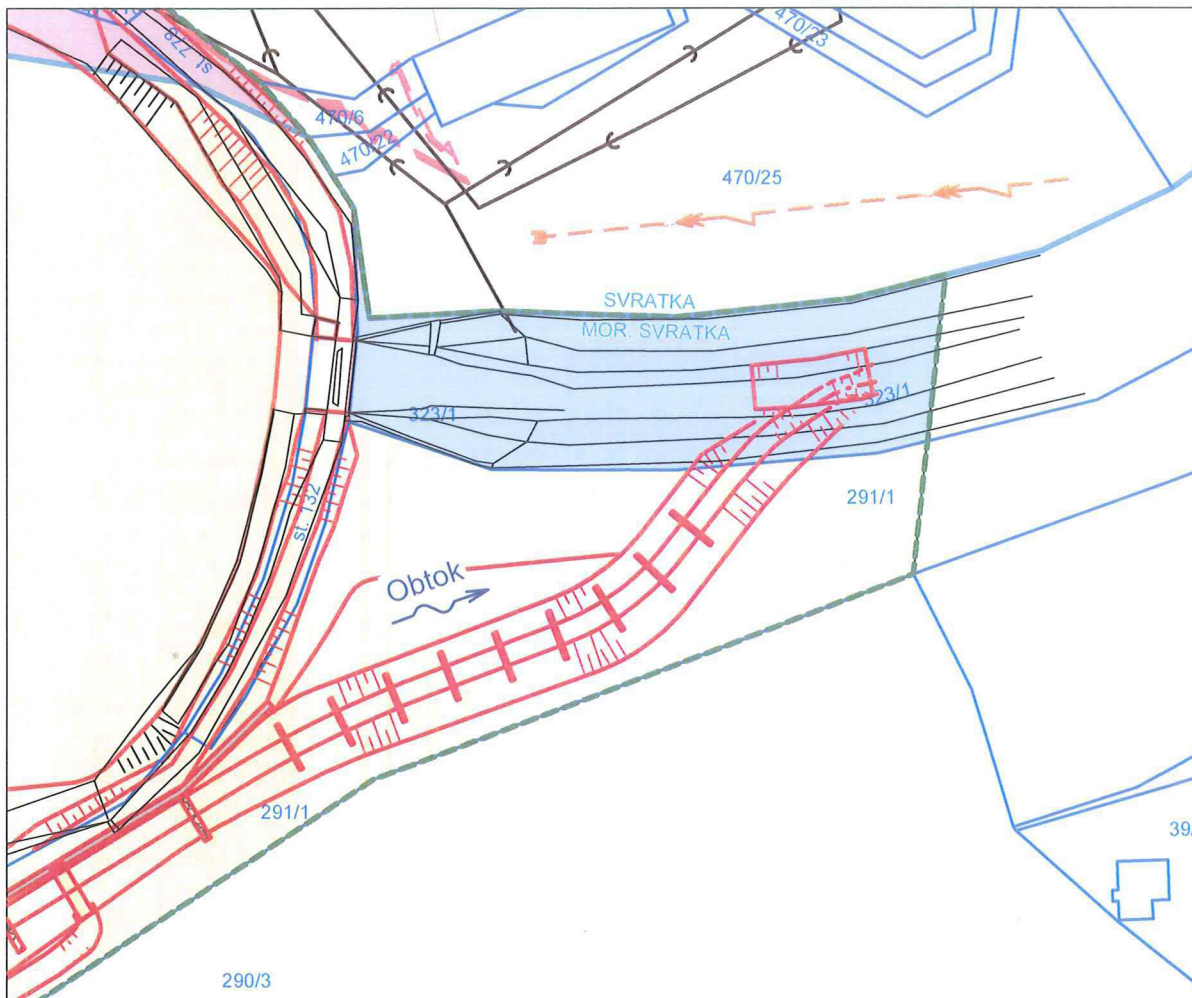 470/23
st. 778
470/6
470/22
470/25
SVRATKA
MOR. SVRATKA
323/1
323/1
291/1
st. 132
Obtok
291/1
39/
290/3